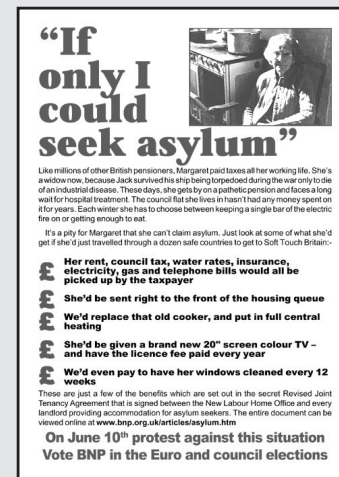 “If
only I
could
seek asylum”
Like millions of other British pensioners, Margaret paid taxes all her working life. She's
a widow now, because Jack survived his ship being torpedoed during the war only to die
of an industrial disease. These days, she gets by on a pathetic pension and faces a long
wait for hospital treatment. The council flat she lives in hasn't had any money spent on
it for years. Each winter she has to choose between keeping a single bar of the electric
fire on or getting enough to eat.
It's a pity for Margaret that she can't claim asylum. Just look at some of what she'd
get if she'd just travelled through a dozen safe countries to get to Soft Touch Britain:-
£ Her rent, council tax, water rates, insurance,
electricity, gas and telephone bills would all be
picked up by the taxpayer
£ She'd be sent right to the front of the housing queue
£ We'd replace that old cooker, and put in full central
heating
£ She'd be given a brand new 20" screen colour TV –
and have the licence fee paid every year
£ We'd even pay to have her windows cleaned every 12
weeks
These are just a few of the benefits which are set out in the secret Revised Joint
Tenancy Agreement that is signed between the New Labour Home Office and every
landlord providing accommodation for asylum seekers. The entire document can be
viewed online at www.bnp.org.uk/articles/asylum.htm
On June 10th protest against this situation
Vote BNP in the Euro and council elections